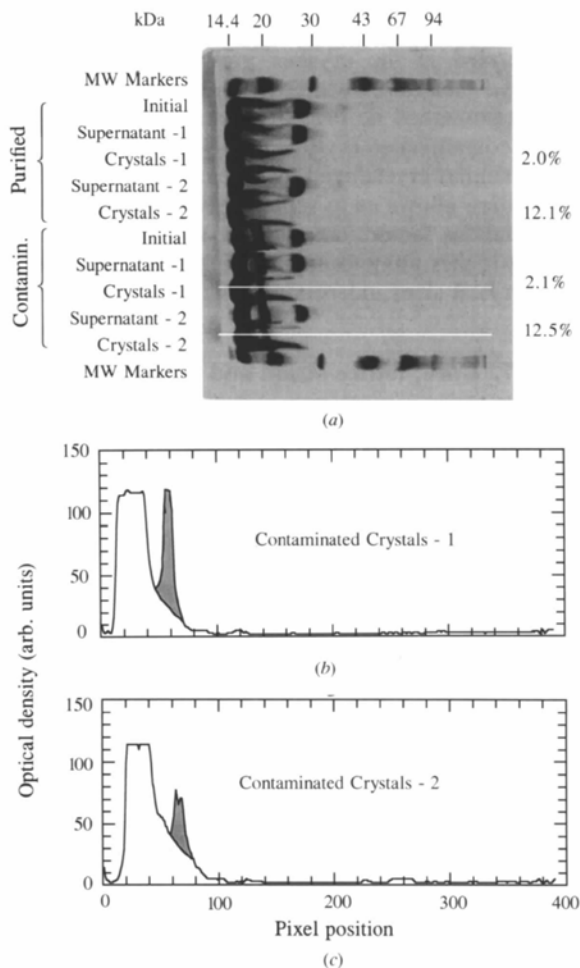 kDa 14.4 20 30 43 67 94
MW Markers
Initial
Supernatant -1
Crystals -1 2.0%
Supernatant - 2
Crystals - 2 12.1%
Purified
Initial
Supernatant -1
Crystals -1 2.1%
Supernatant - 2
Crystals - 2 12.5%
Contamin.
MW Markers
(a)
150
100
50
0
Contaminated Crystals - 1
(b)
Optical density (arb. units)
150
100
50
0
Contaminated Crystals - 2
0 100 200 300 400
Pixel position
(c)